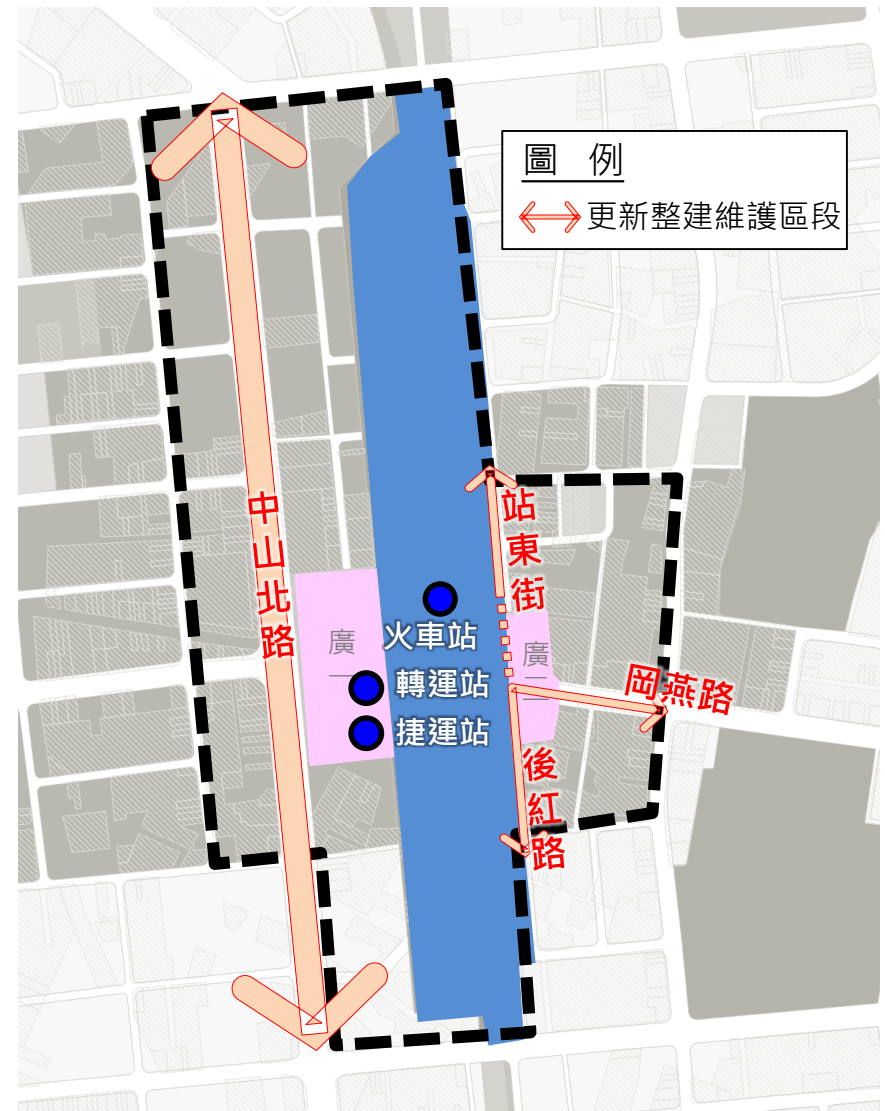 圖 例
更新整建維護區段
中山北路
站東街
火車站
廣一
廣二
轉運站
岡燕路
捷運站
後紅路